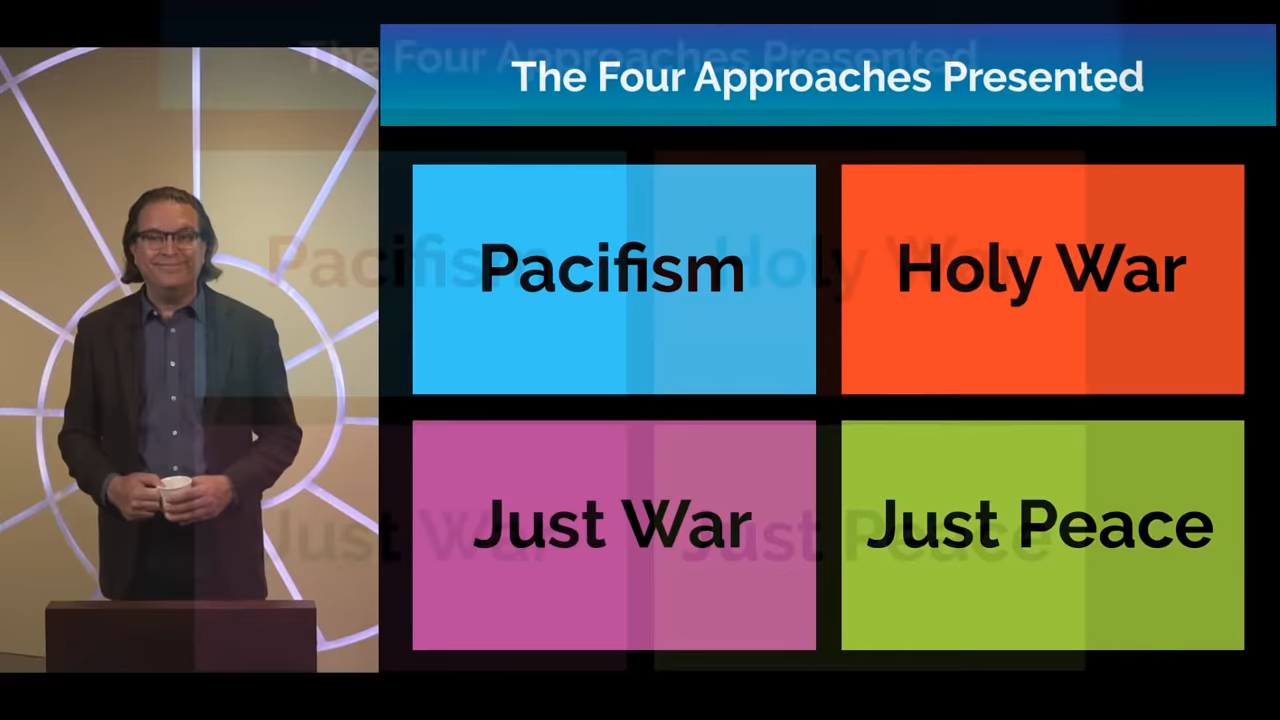 The Four Approaches Presented
Pacifism
Holy War
Just War
Just Peace